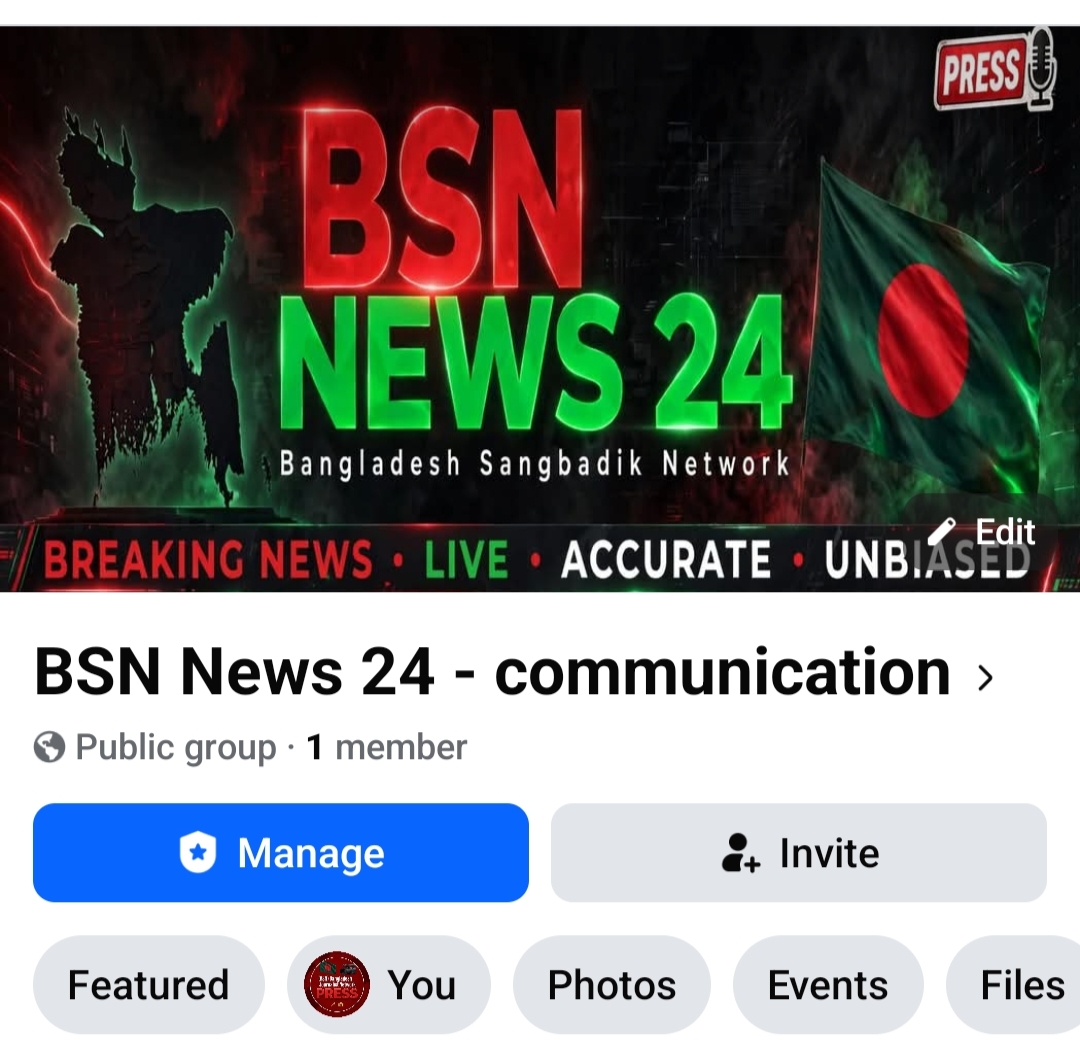 PRESS
BSN
NEWS 24
Bangladesh Sangbadik Network
Edit
BREAKING NEWS • LIVE • ACCURATE • UNBIASED
BSN News 24 - communication
Public group · 1 member
Manage
Invite
Featured
PRESS
You
Photos
Events
Files